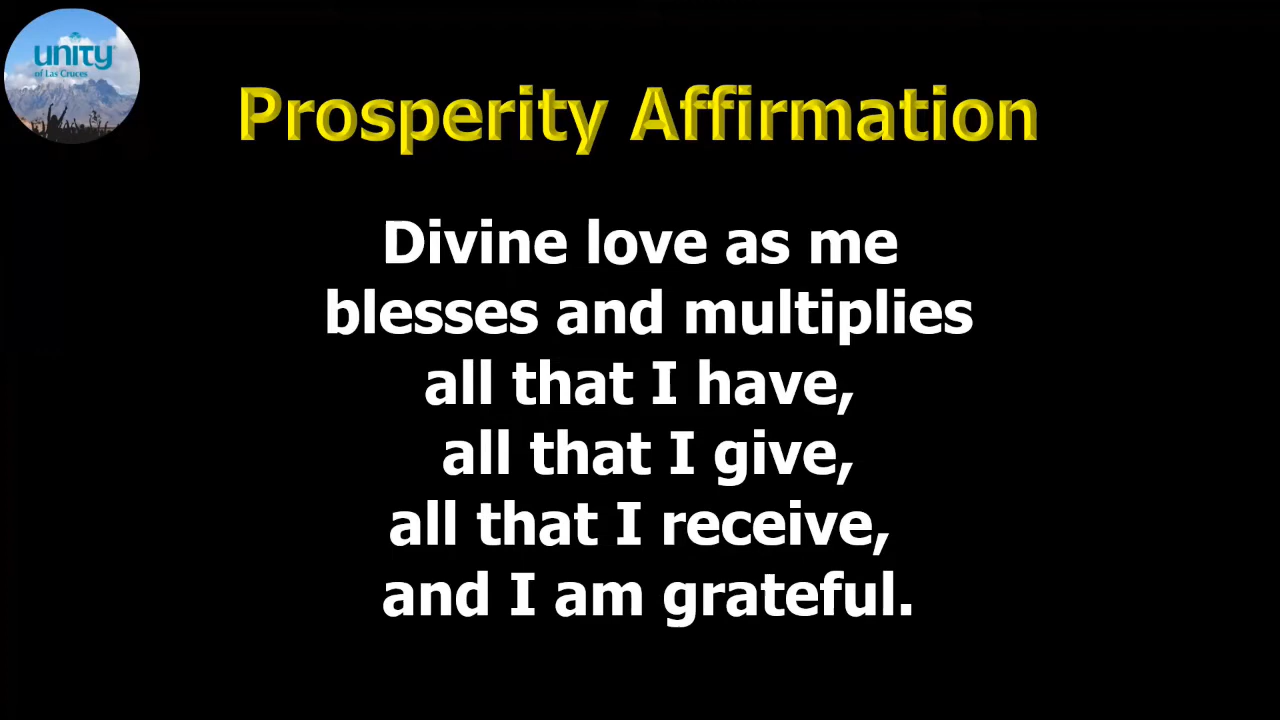 unity
of Las Cruces
Prosperity Affirmation
Divine love as me
blesses and multiplies
all that I have,
all that I give,
all that I receive,
and I am grateful.